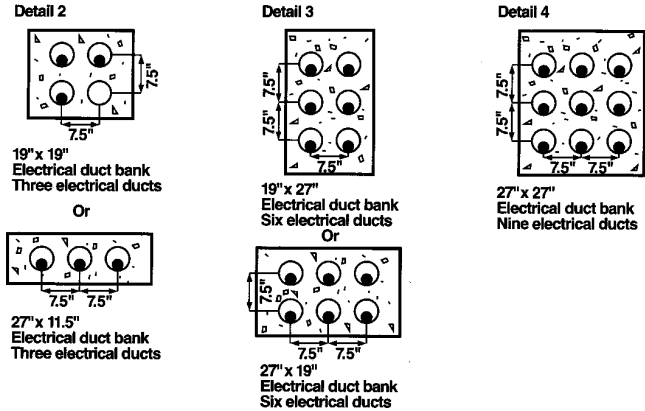 Detail 2
7.5"
7.5"
19" x 19"
Electrical duct bank
Three electrical ducts
Or
7.5" 7.5"
27" x 11.5"
Electrical duct bank
Three electrical ducts
Detail 3
7.5"
7.5"
7.5"
19" x 27"
Electrical duct bank
Six electrical ducts
Or
7.5"
7.5" 7.5"
27" x 19"
Electrical duct bank
Six electrical ducts
Detail 4
7.5"
7.5"
7.5" 7.5"
27" x 27"
Electrical duct bank
Nine electrical ducts